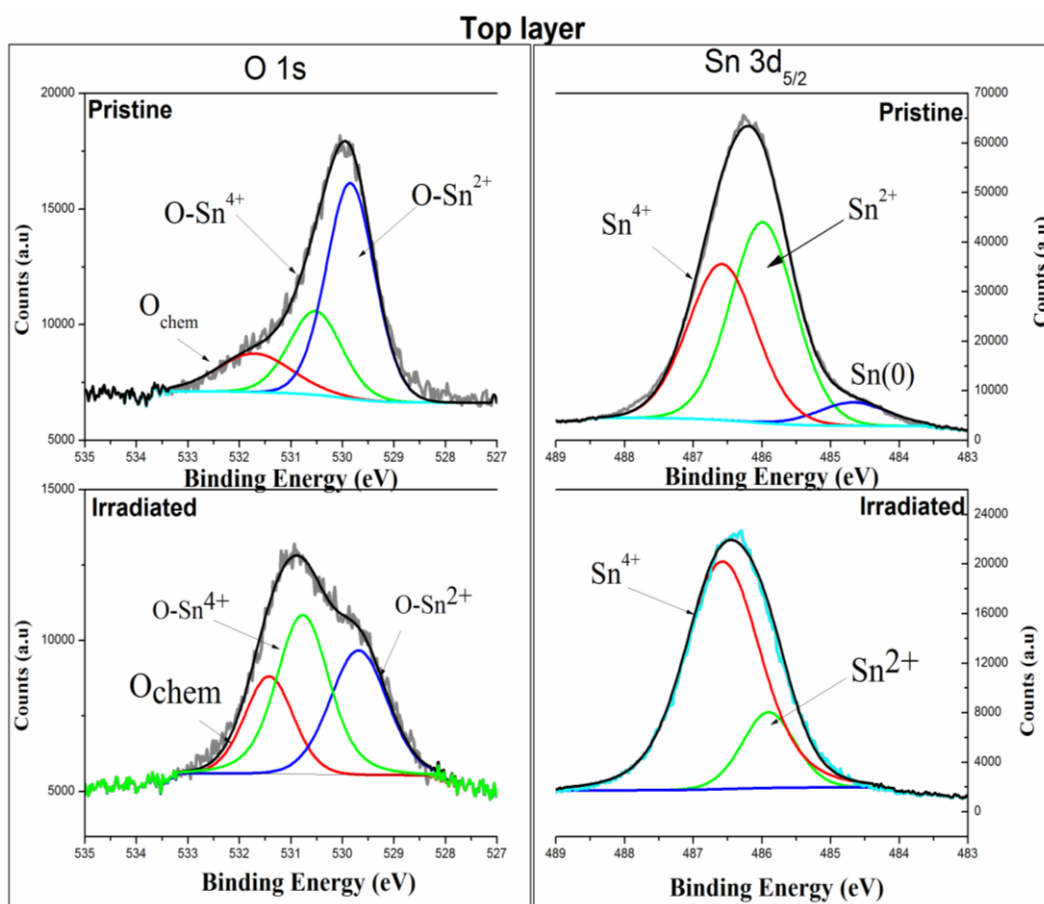 Top layer
O 1s
Pristine
20000
15000
10000
5000
Counts (a.u)
O-Sn4+
O-Sn2+
Ochem
535 534 533 532 531 530 529 528 527
Binding Energy (eV)
Sn 3d5/2
Pristine
70000
60000
50000
40000
30000
20000
10000
0
Counts (a.u)
Sn4+
Sn2+
Sn(0)
489 488 487 486 485 484 483
Binding Energy (eV)
Irradiated
15000
10000
5000
Counts (a.u)
O-Sn4+
O-Sn2+
Ochem
535 534 533 532 531 530 529 528 527
Binding Energy (eV)
Irradiated
24000
20000
16000
12000
8000
4000
0
Counts (a.u)
Sn4+
Sn2+
489 488 487 486 485 484 483
Binding Energy (eV)